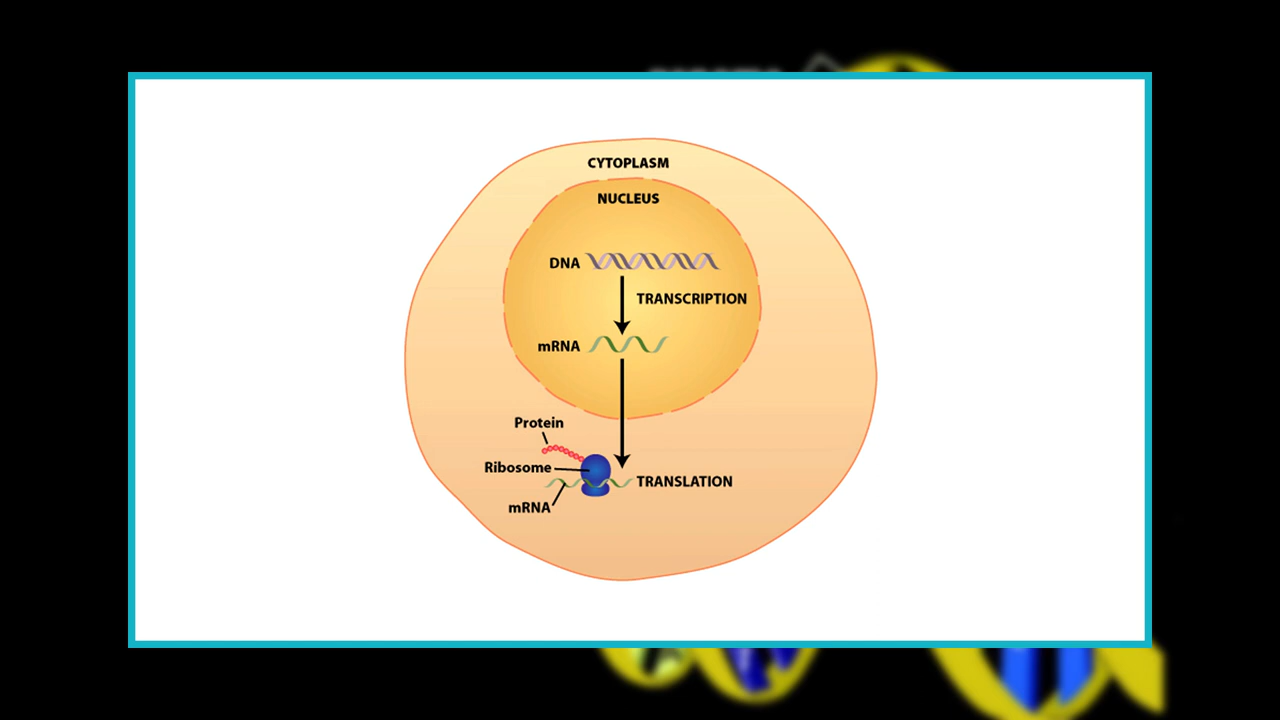 CYTOPLASM
NUCLEUS
DNA
TRANSCRIPTION
mRNA
Protein
Ribosome
TRANSLATION
mRNA